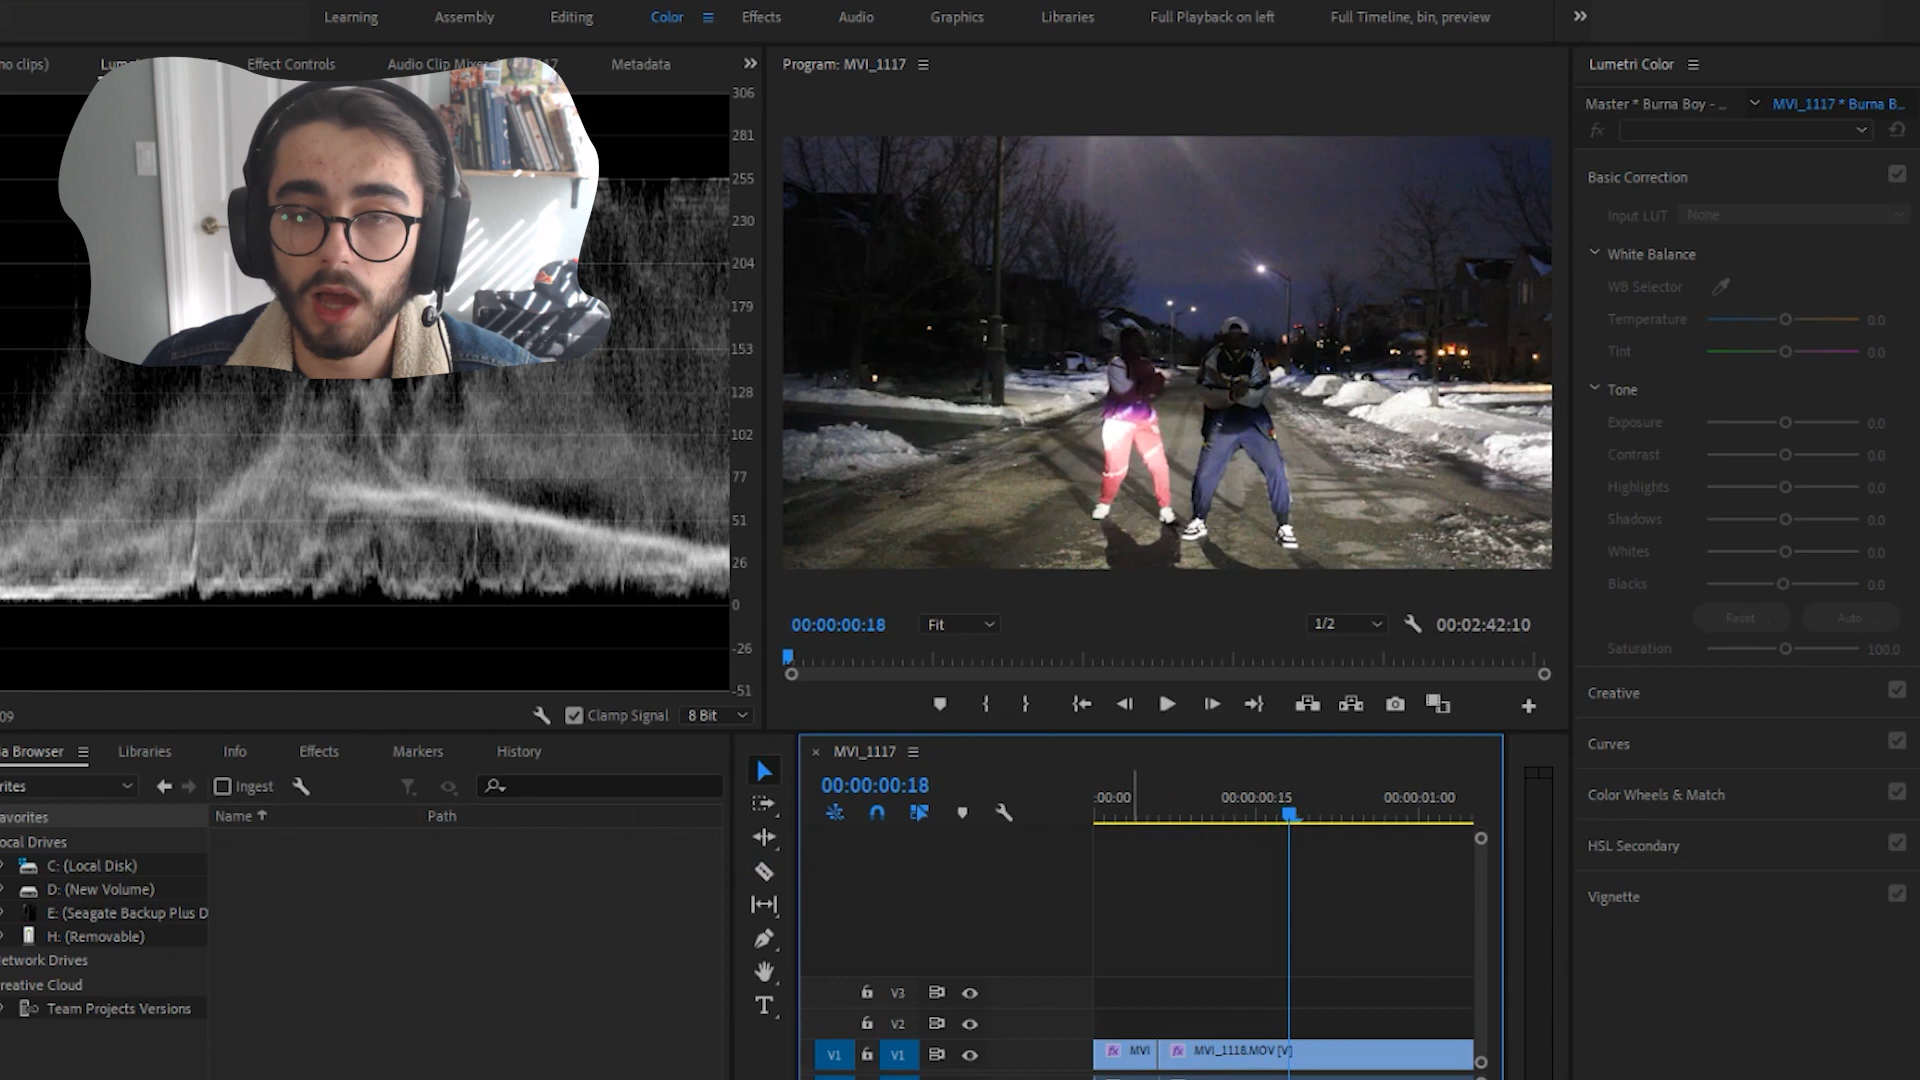 Learning Assembly Editing Color Effects Audio Graphics Libraries Full Playback on left Full Timeline, bin, preview
no clips) Effect Controls Audio Clip 17 Metadata
306
281
255
230
204
179
153
128
102
77
51
26
0
-26
-51
09 Clamp Signal 8 Bit
Program: MVI_1117
00:00:00:18 Fit 1/2 00:02:42:10
Lumetri Color
Master * Burna Boy - ... MVI_1117 * Burna B...
fx
Basic Correction
Input LUT None
White Balance
WB Selector
Temperature 0.0
Tint 0.0
Tone
Exposure 0.0
Contrast 0.0
Highlights 0.0
Shadows 0.0
Whites 0.0
Blacks 0.0
Reset Auto
Saturation 100.0
Creative
Curves
Color Wheels & Match
HSL Secondary
Vignette
a Browser Libraries Info Effects Markers History
rites Ingest
avorites Name Path
ocal Drives
C: (Local Disk)
D: (New Volume)
E: (Seagate Backup Plus D
H: (Removable)
etwork Drives
reative Cloud
Team Projects Versions
× MVI_1117
00:00:00:18
:00:00 00:00:00:15 00:00:01:00
V3
V2
V1 V1 fx MVI fx MVI_1118.MOV [V]